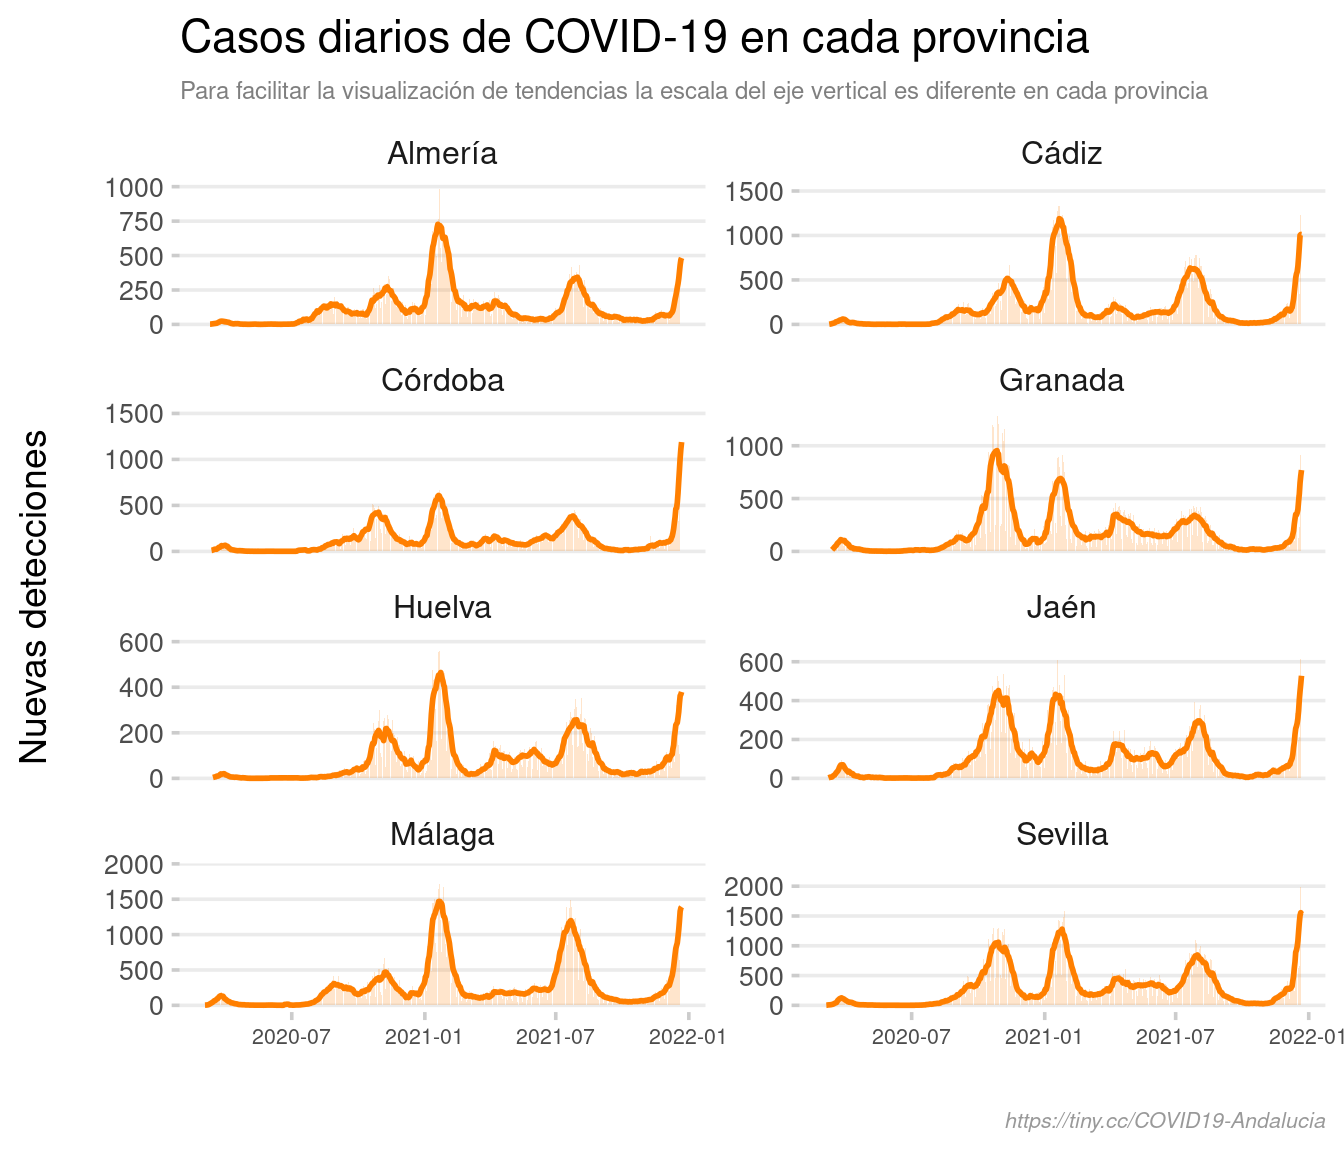 Casos diarios de COVID-19 en cada provincia
Para facilitar la visualización de tendencias la escala del eje vertical es diferente en cada provincia
Nuevas detecciones
Almería
1000
750
500
250
0
Cádiz
1500
1000
500
0
Córdoba
1500
1000
500
0
Granada
1000
500
0
Huelva
600
400
200
0
Jaén
600
400
200
0
Málaga
2000
1500
1000
500
0
2020-07 2021-01 2021-07 2022-01
Sevilla
2000
1500
1000
500
0
2020-07 2021-01 2021-07 2022-01
https://tiny.cc/COVID19-Andalucia